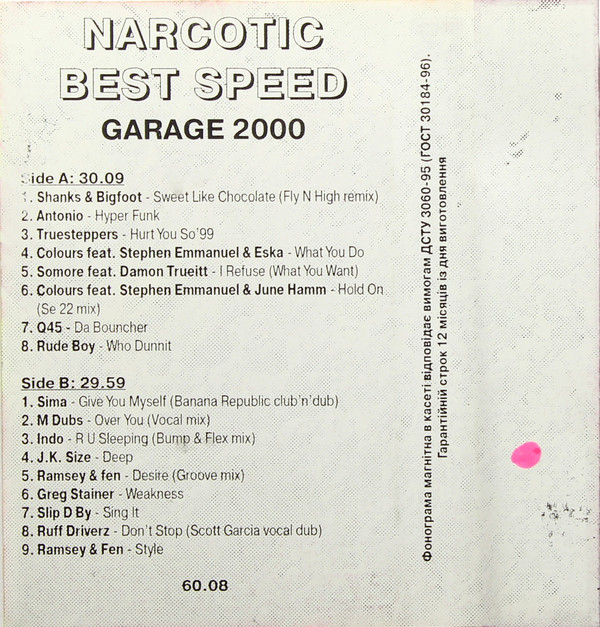 NARCOTIC
BEST SPEED
GARAGE 2000
Side A: 30.09
1. Shanks & Bigfoot - Sweet Like Chocolate (Fly N High remix)
2. Antonio - Hyper Funk
3. Truesteppers - Hurt You So'99
4. Colours feat. Stephen Emmanuel & Eska - What You Do
5. Somore feat. Damon Trueitt - I Refuse (What You Want)
6. Colours feat. Stephen Emmanuel & June Hamm - Hold On
(Se 22 mix)
7. Q45 - Da Bouncher
8. Rude Boy - Who Dunnit
Side B: 29.59
1. Sima - Give You Myself (Banana Republic club'n'dub)
2. M Dubs - Over You (Vocal mix)
3. Indo - R U Sleeping (Bump & Flex mix)
4. J.K. Size - Deep
5. Ramsey & fen - Desire (Groove mix)
6. Greg Stainer - Weakness
7. Slip D By - Sing It
8. Ruff Driverz - Don't Stop (Scott Garcia vocal dub)
9. Ramsey & Fen - Style
60.08
Фонограма магнітна в касеті відповідає вимогам ДСТУ 3060-95 (ГОСТ 30184-96).
Гарантійній строк 12 місяців із дня виготовлення